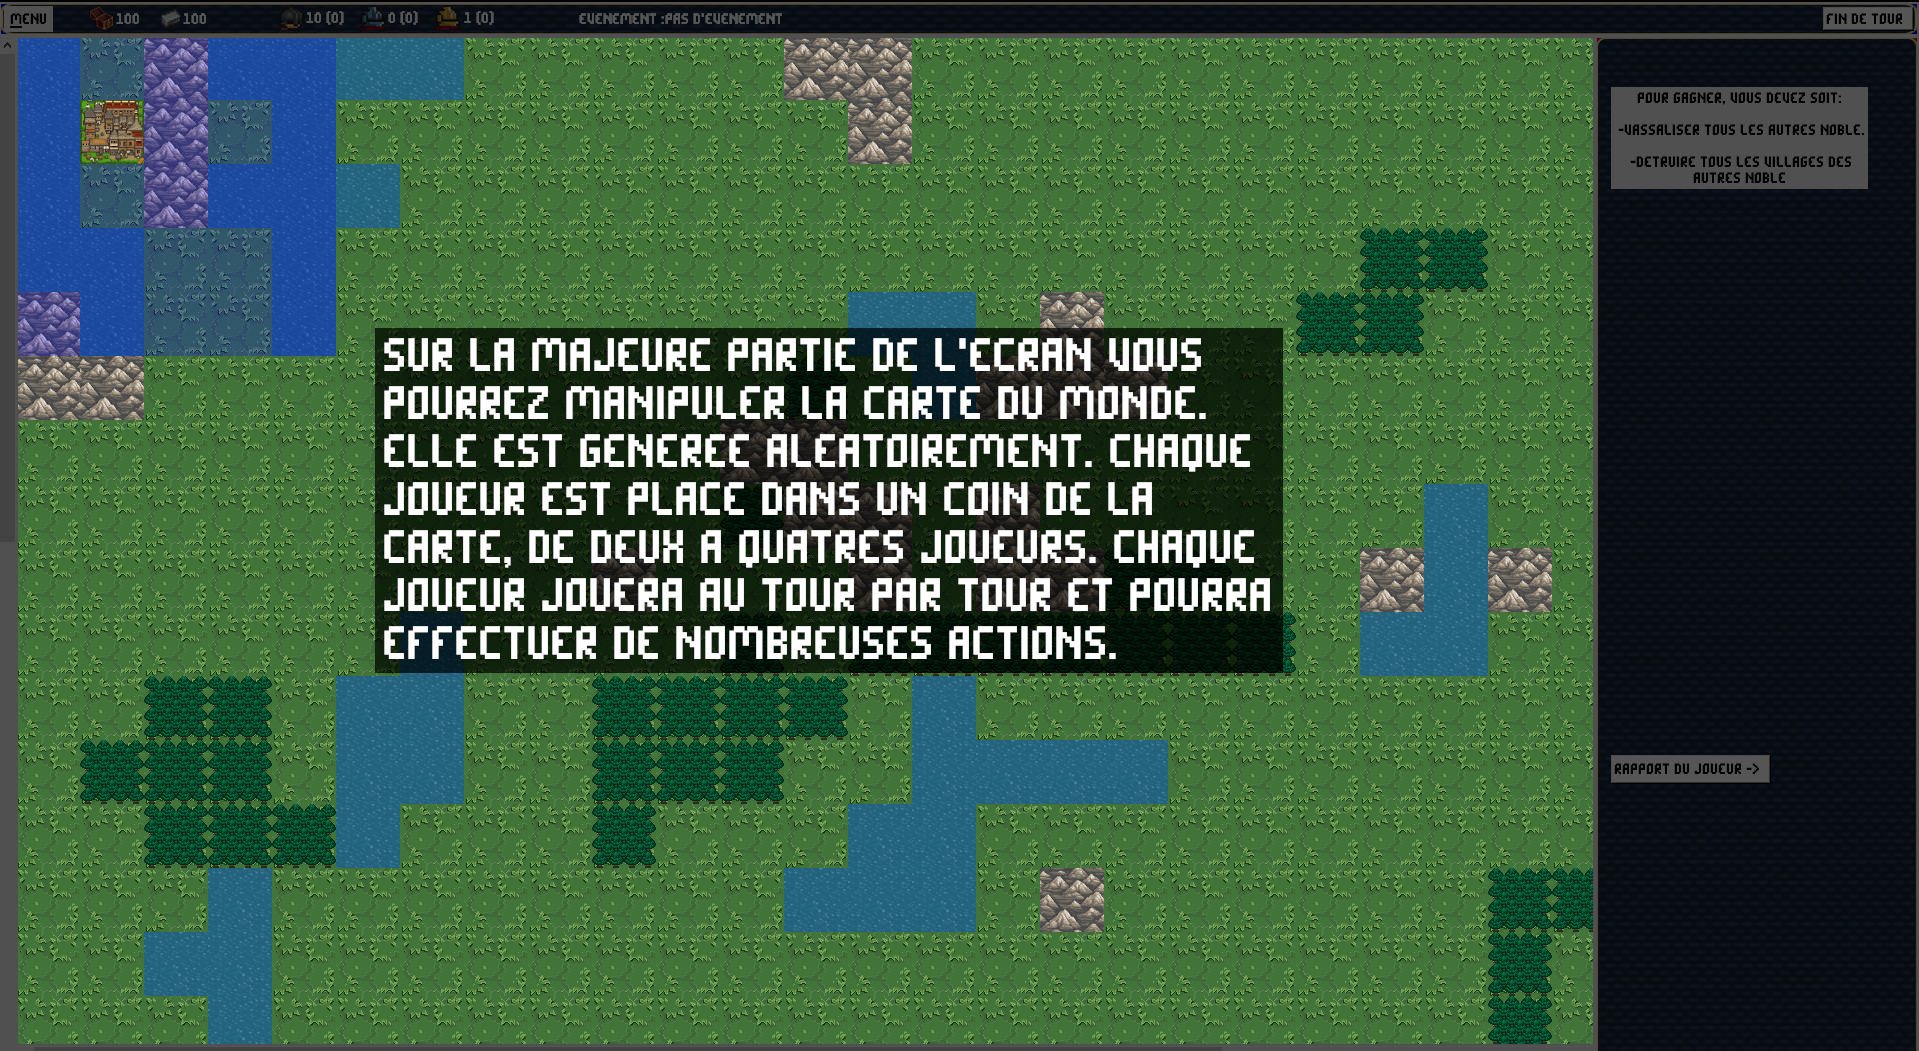 MENU
100
100
10 (0)
0 (0)
1 (0)
EVENEMENT :PAS D'EVENEMENT
FIN DE TOUR
POUR GAGNER, VOUS DEVEZ SOIT:
-VASSALISER TOUS LES AUTRES NOBLE.
-DETRUIRE TOUS LES VILLAGES DES
AUTRES NOBLE
SUR LA MAJEURE PARTIE DE L'ECRAN VOUS
POURREZ MANIPULER LA CARTE DU MONDE.
ELLE EST GENEREE ALEATOIREMENT. CHAQUE
JOUEUR EST PLACE DANS UN COIN DE LA
CARTE, DE DEUX A QUATRES JOUEURS. CHAQUE
JOUEUR JOUERA AU TOUR PAR TOUR ET POURRA
EFFECTUER DE NOMBREUSES ACTIONS.
RAPPORT DU JOUEUR ->